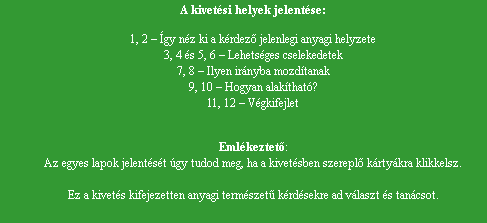 A kivetési helyek jelentése:
1, 2 – Így néz ki a kérdező jelenlegi anyagi helyzete
3, 4 és 5, 6 – Lehetséges cselekedetek
7, 8 – Ilyen irányba mozdítanak
9, 10 – Hogyan alakítható?
11, 12 – Végkifejlet
Emlékeztető:
Az egyes lapok jelentését úgy tudod meg, ha a kivetésben szereplő kártyákra klikkelsz.
Ez a kivetés kifejezetten anyagi természetű kérdésekre ad választ és tanácsot.